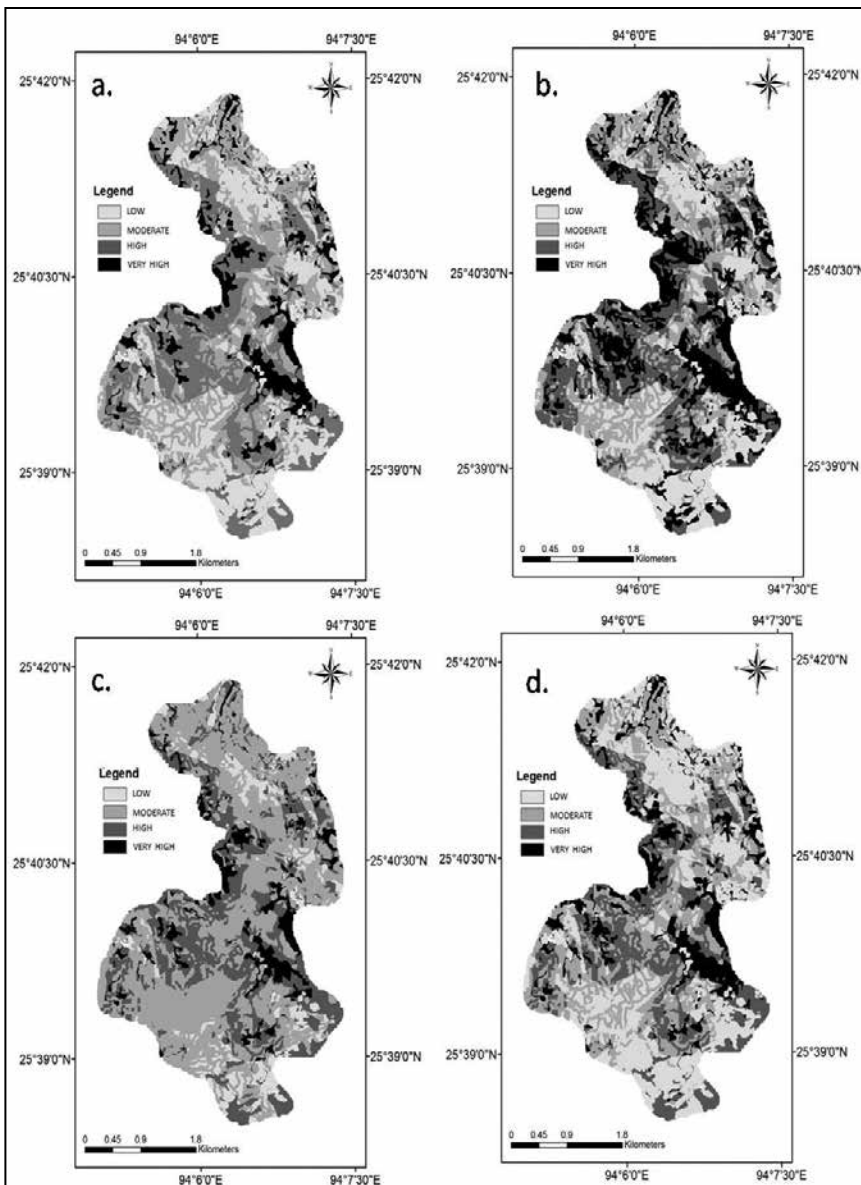 94°6'0"E 94°7'30"E
a.
25°42'0"N 25°42'0"N
Legend
LOW
MODERATE
HIGH
VERY HIGH
25°40'30"N 25°40'30"N
25°39'0"N 25°39'0"N
0 0.45 0.9 1.8
Kilometers
94°6'0"E 94°7'30"E
94°6'0"E 94°7'30"E
b.
25°42'0"N 25°42'0"N
Legend
LOW
MODERATE
HIGH
VERY HIGH
25°40'30"N 25°40'30"N
25°39'0"N 25°39'0"N
0 0.45 0.9 1.8
Kilometers
94°6'0"E 94°7'30"E
94°6'0"E 94°7'30"E
c.
25°42'0"N 25°42'0"N
Legend
LOW
MODERATE
HIGH
VERY HIGH
25°40'30"N 25°40'30"N
25°39'0"N 25°39'0"N
0 0.45 0.9 1.8
Kilometers
94°6'0"E 94°7'30"E
94°6'0"E 94°7'30"E
d.
25°42'0"N 25°42'0"N
Legend
LOW
MODERATE
HIGH
VERY HIGH
25°40'30"N 25°40'30"N
25°39'0"N 25°39'0"N
0 0.45 0.9 1.8
Kilometers
94°6'0"E 94°7'30"E